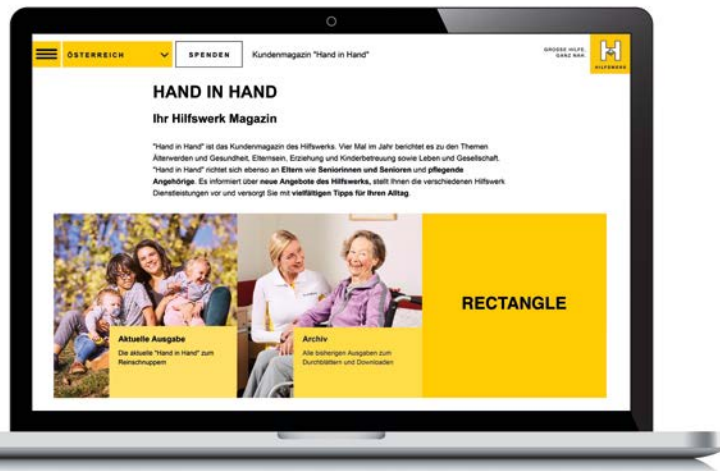 ÖSTERREICH
SPENDEN
Kundenmagazin "Hand in Hand"
GROSSE HILFE.
GANZ NAH.
H
HILFSWERK
HAND IN HAND
Ihr Hilfswerk Magazin
"Hand in Hand" ist das Kundenmagazin des Hilfswerks. Vier Mal im Jahr berichtet es zu den Themen
Älterwerden und Gesundheit, Elternsein, Erziehung und Kinderbetreuung sowie Leben und Gesellschaft.
"Hand in Hand" richtet sich ebenso an Eltern wie Seniorinnen und Senioren und pflegende
Angehörige. Es informiert über neue Angebote des Hilfswerks, stellt Ihnen die verschiedenen Hilfswerk
Dienstleistungen vor und versorgt Sie mit vielfältigen Tipps für Ihren Alltag.
Aktuelle Ausgabe
Die aktuelle "Hand in Hand" zum
Reinschnuppern
Archiv
Alle bisherigen Ausgaben zum
Durchblättern und Downloaden
RECTANGLE